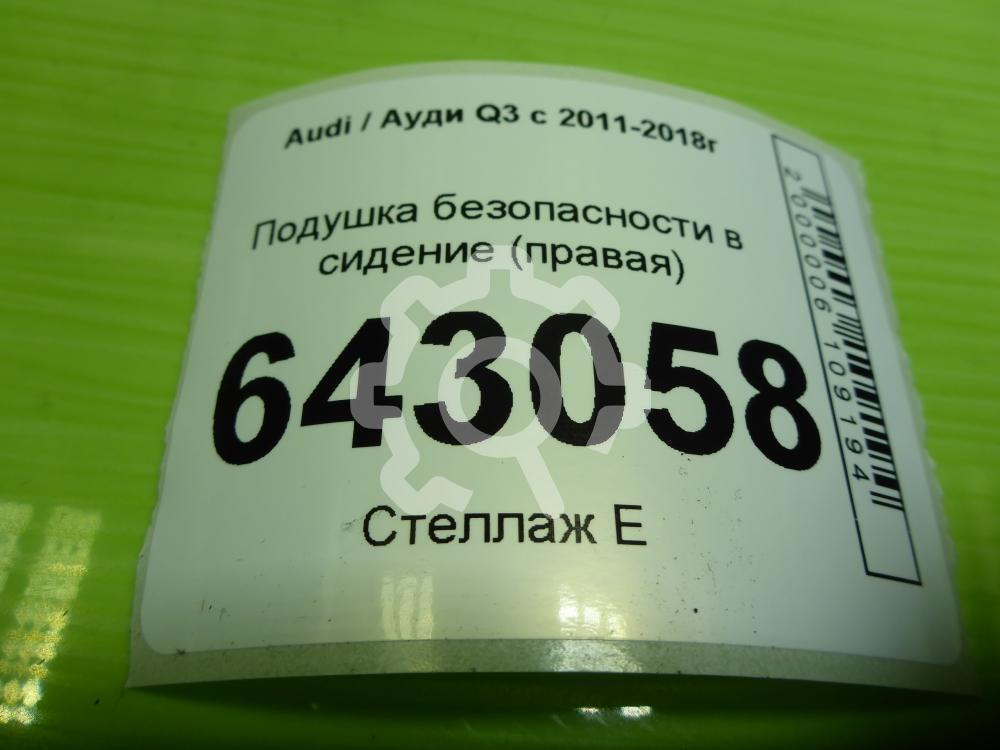 Audi / Ауди Q3 с 2011-2018г
Подушка безопасности в
сидение (правая)
643058
Стеллаж Е
2000006109194